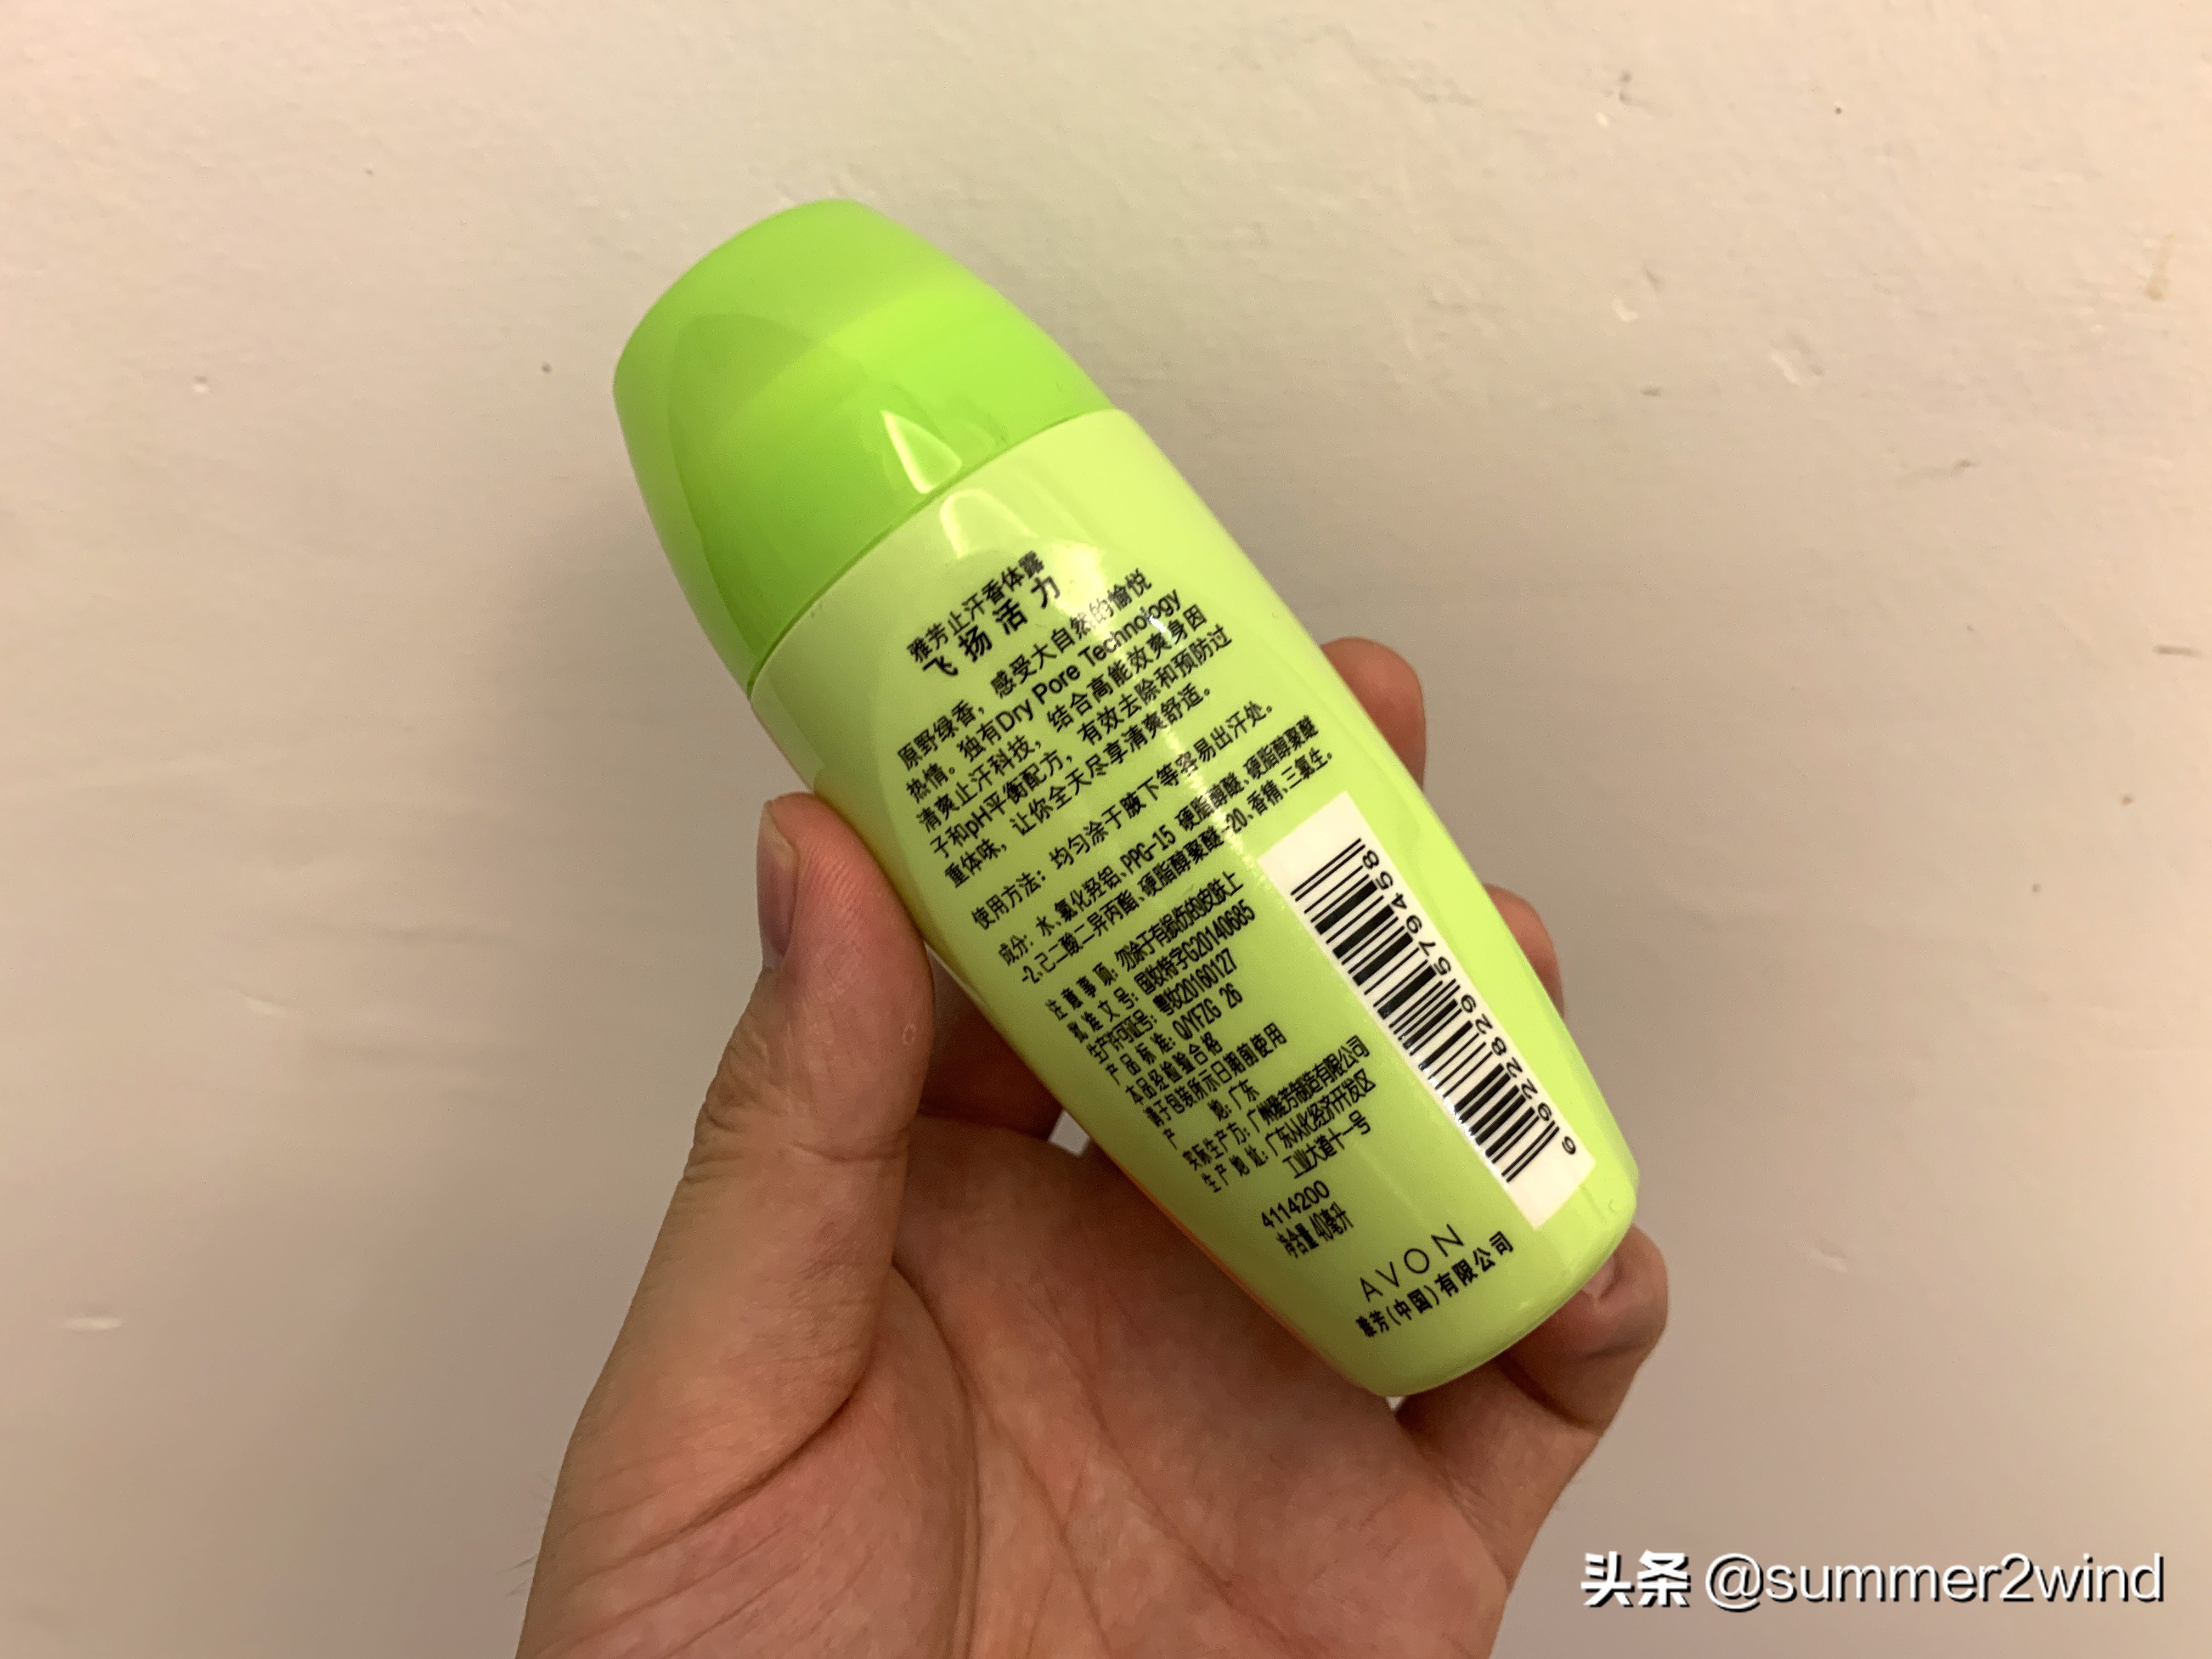 雅芳止汗香体露
飞扬活力
原野绿香，感受大自然的愉悦
热情。独有Dry Pore Technology
清爽止汗科技，结合高能效爽身因
子和pH平衡配方，有效去除和预防过
重体味，让你全天尽享清爽舒适。
使用方法：均匀涂于腋下等容易出汗处。
成分：水、氯化羟铝、PPG-15 硬脂醇醚、硬脂醇聚醚
-2、己二酸二异丙酯、硬脂醇聚醚-20、香精、三氯生。
注意事项：勿涂于有损伤的皮肤上
批准文号：国妆特字G20140685
生产许可证号：粤妆20160127
产品标准：Q/YFZG 26
本品经检验合格
请于包装所示日期前使用
产 地：广东
实际生产方：广州雅芳制造有限公司
生产地址：广东从化经济开发区
工业大道十一号
4114200
净含量 40毫升
AVON
雅芳(中国)有限公司
头条 @summer2wind